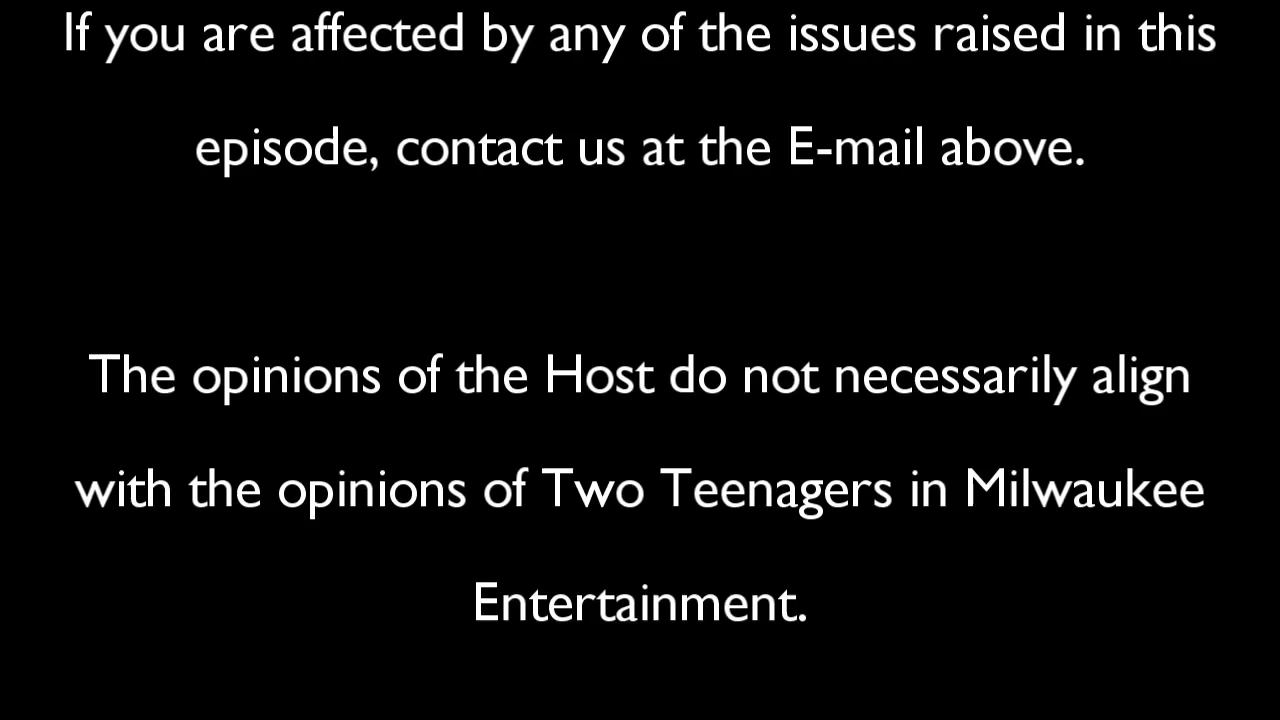 If you are affected by any of the issues raised in this
episode, contact us at the E-mail above.
The opinions of the Host do not necessarily align
with the opinions of Two Teenagers in Milwaukee
Entertainment.